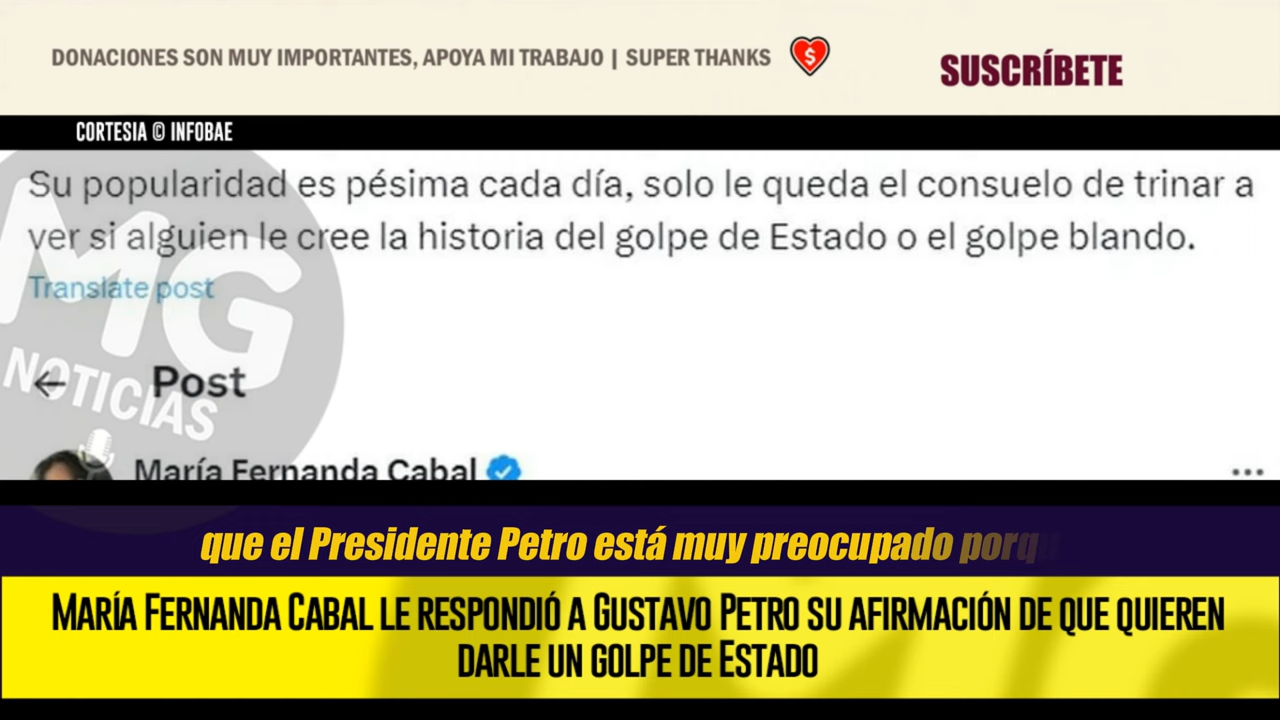 DONACIONES SON MUY IMPORTANTES, APOYA MI TRABAJO | SUPER THANKS
$
SUSCRÍBETE
CORTESIA © INFOBAE
Su popularidad es pésima cada día, solo le queda el consuelo de trinar a
ver si alguien le cree la historia del golpe de Estado o el golpe blando.
Translate post
MG
NOTICIAS
← Post
María Fernanda Cabal
...
que el Presidente Petro está muy preocupado porq
MARÍA FERNANDA CABAL LE RESPONDIÓ A GUSTAVO PETRO SU AFIRMACIÓN DE QUE QUIEREN
DARLE UN GOLPE DE ESTADO